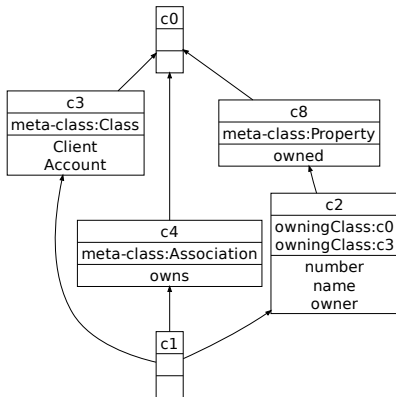 c0
c3
meta-class:Class
Client
Account
c8
meta-class:Property
owned
c4
meta-class:Association
owns
c2
owningClass:c0
owningClass:c3
number
name
owner
c1